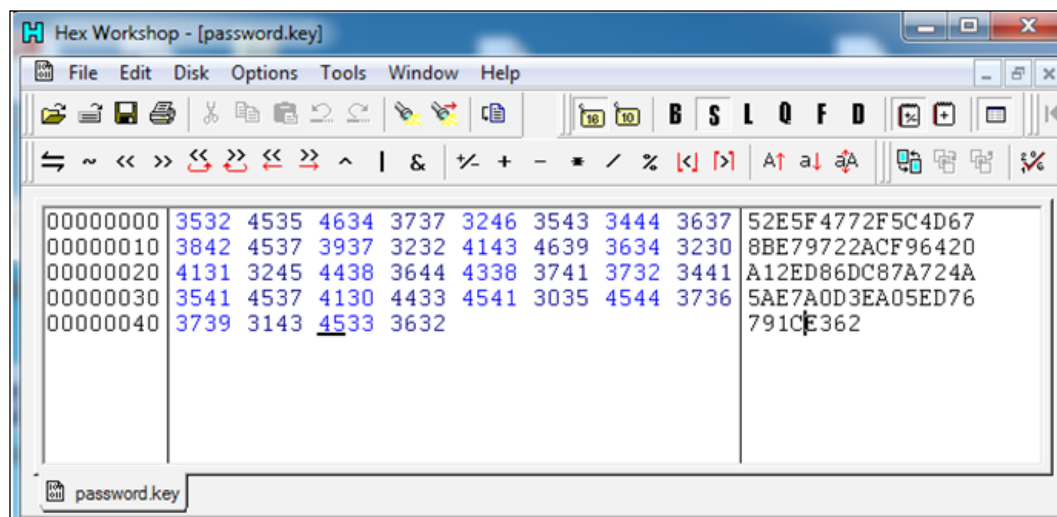 Hex Workshop - [password.key]
File Edit Disk Options Tools Window Help
16 10 B S L Q F D
A↑ a↓ aA
00000000 3532 4535 4634 3737 3246 3543 3444 3637 52E5F4772F5C4D67
00000010 3842 4537 3937 3232 4143 4639 3634 3230 8BE79722ACF96420
00000020 4131 3245 4438 3644 4338 3741 3732 3441 A12ED86DC87A724A
00000030 3541 4537 4130 4433 4541 3035 4544 3736 5AE7A0D3EA05ED76
00000040 3739 3143 4533 3632 791CE362
password.key